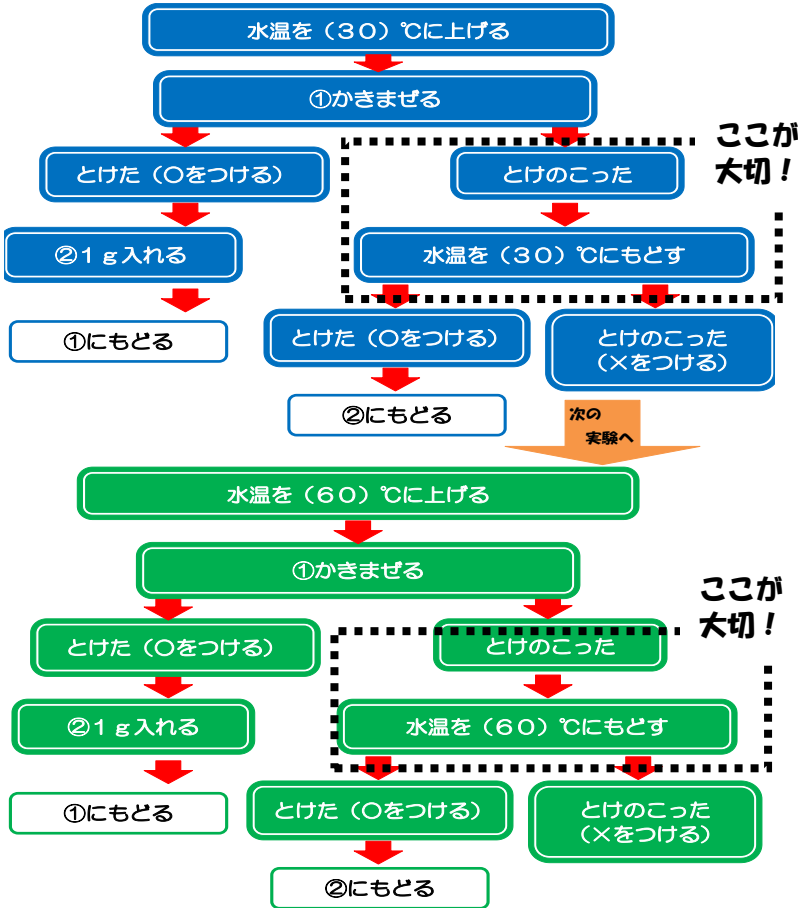 水温を（３０）℃に上げる
①かきまぜる
ここが
大切！
とけた（〇をつける）
とけのこった
②１ｇ入れる
水温を（３０）℃にもどす
①にもどる
とけた（〇をつける）
とけのこった
（×をつける）
②にもどる
次の
実験へ
水温を（６０）℃に上げる
①かきまぜる
ここが
大切！
とけた（〇をつける）
とけのこった
②１ｇ入れる
水温を（６０）℃にもどす
①にもどる
とけた（〇をつける）
とけのこった
（×をつける）
②にもどる